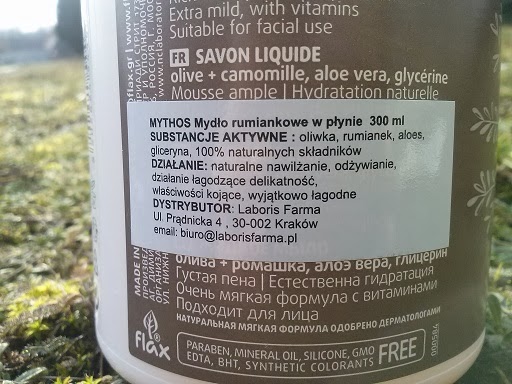 Extra mild, with vitamins
Suitable for facial use
FR SAVON LIQUIDE
olive + camomille, aloe vera, glycérine
Mousse ample | Hydratation naturelle
MYTHOS Mydło rumiankowe w płynie 300 ml
SUBSTANCJE AKTYWNE : oliwka, rumianek, aloes,
gliceryna, 100% naturalnych składników
DZIAŁANIE: naturalne nawilżanie, odżywianie,
działanie łagodzące delikatność,
właściwości kojące, wyjątkowo łagodne
DYSTRYBUTOR: Laboris Farma
Ul. Prądnicka 4 , 30-002 Kraków
email: biuro@laborisfarma.pl
олива + ромашка, алоэ вера, глицерин
Густая пена | Естественная гидратация
Очень мягкая формула с витаминами
Подходит для лица
НАТУРАЛЬНАЯ МЯГКАЯ ФОРМУЛА ОДОБРЕНО ДЕРМАТОЛОГАМИ
flax
PARABEN, MINERAL OIL, SILICONE, GMO
EDTA, BHT, SYNTHETIC COLORANTS
FREE
MADE IN